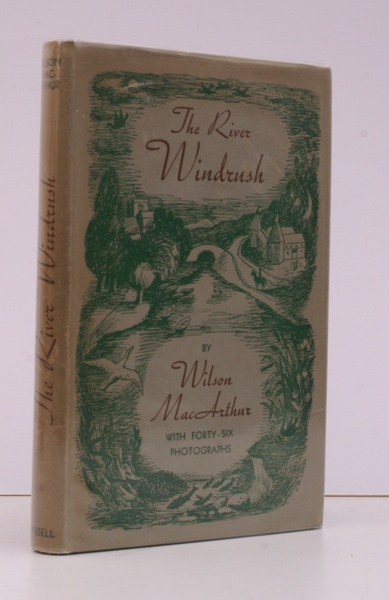 The River
Windrush
BY
Wilson
MacArthur
WITH FORTY-SIX
PHOTOGRAPHS
The River Windrush